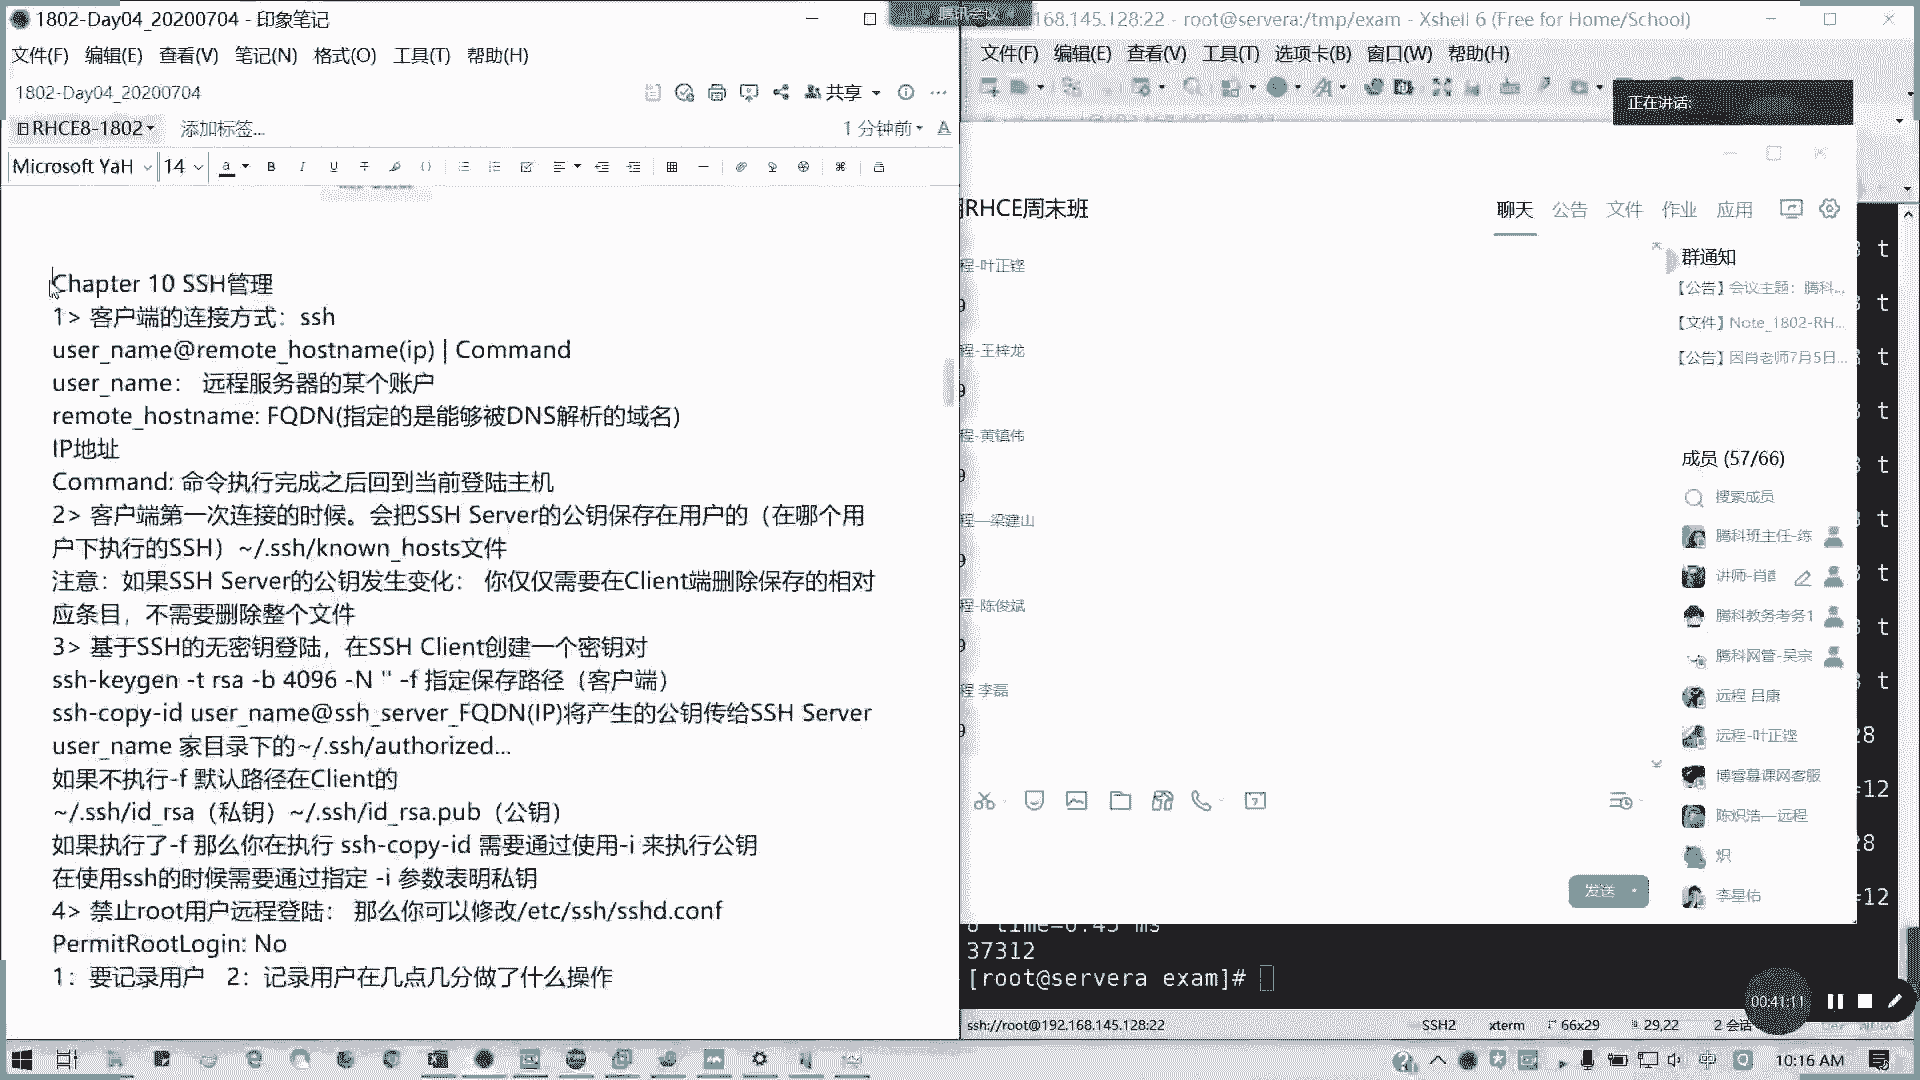 1802-Day04_20200704 - 印象笔记
文件(F) 编辑(E) 查看(V) 笔记(N) 格式(O) 工具(T) 帮助(H)
1802-Day04_20200704
共享
RHCE8-1802 添加标签...
1 分钟前
Microsoft YaH 14
Chapter 10 SSH管理
1> 客户端的连接方式：ssh
user_name@remote_hostname(ip) | Command
user_name： 远程服务器的某个账户
remote_hostname: FQDN(指定的是能够被DNS解析的域名)
IP地址
Command: 命令执行完成之后回到当前登陆主机
2> 客户端第一次连接的时候。会把SSH Server的公钥保存在用户的（在哪个用
户下执行的SSH）~/.ssh/known_hosts文件
注意：如果SSH Server的公钥发生变化： 你仅仅需要在Client端删除保存的相对
应条目，不需要删除整个文件
3> 基于SSH的无密钥登陆，在SSH Client创建一个密钥对
ssh-keygen -t rsa -b 4096 -N '' -f 指定保存路径（客户端）
ssh-copy-id user_name@ssh_server_FQDN(IP)将产生的公钥传给SSH Server
user_name 家目录下的~/.ssh/authorized...
如果不执行-f 默认路径在Client的
~/.ssh/id_rsa（私钥）~/.ssh/id_rsa.pub（公钥）
如果执行了-f 那么你在执行 ssh-copy-id 需要通过使用-i 来执行公钥
在使用ssh的时候需要通过指定 -i 参数表明私钥
4> 禁止root用户远程登陆： 那么你可以修改/etc/ssh/sshd.conf
PermitRootLogin: No
1：要记录用户 2：记录用户在几点几分做了什么操作
腾讯会议
168.145.128:22 - root@servera:/tmp/exam - Xshell 6 (Free for Home/School)
文件(F) 编辑(E) 查看(V) 工具(T) 选项卡(B) 窗口(W) 帮助(H)
正在讲话:
RHCE周末班
聊天 公告 文件 作业 应用
程-叶正铿
9
程-王梓龙
9
程-黄镇伟
9
程—梁建山
9
程-陈俊斌
9
程 李磊
9
群通知
【公告】会议主题：腾科...
【文件】Note_1802-RH...
【公告】因肖老师7月5日...
成员 (57/66)
搜索成员
腾科班主任-练
讲师-肖
腾科教务考务1
腾科网管-吴宗
远程 吕康
远程-叶正铿
博睿慕课网客服
陈炽浩—远程
炽
李星佑
发送
37312
[root@servera exam]#
00:41:11
ssh://root@192.168.145.128:22 SSH2 xterm 66x29 29,22 2 会话
中 10:16 AM